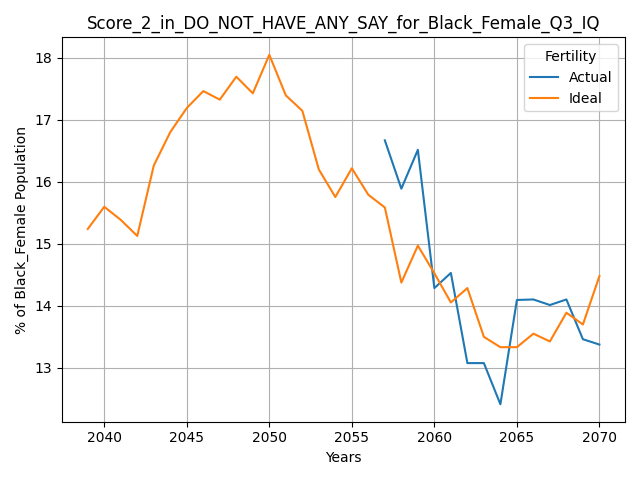 Score_2_in_DO_NOT_HAVE_ANY_SAY_for_Black_Female_Q3_IQ
Fertility
Actual
Ideal
% of Black_Female Population
18
17
16
15
14
13
2040 2045 2050 2055 2060 2065 2070
Years